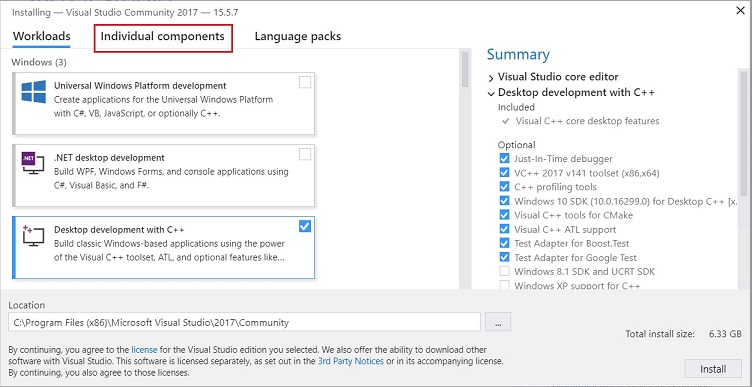 Installing — Visual Studio Community 2017 — 15.5.7
Workloads
Individual components
Language packs
Windows (3)
Universal Windows Platform development
Create applications for the Universal Windows Platform
with C#, VB, JavaScript, or optionally C++.
.NET
.NET desktop development
Build WPF, Windows Forms, and console applications using
C#, Visual Basic, and F#.
Desktop development with C++
Build classic Windows-based applications using the power
of the Visual C++ toolset, ATL, and optional features like...
Summary
Visual Studio core editor
Desktop development with C++
Included
Visual C++ core desktop features
Optional
Just-In-Time debugger
VC++ 2017 v141 toolset (x86,x64)
C++ profiling tools
Windows 10 SDK (10.0.16299.0) for Desktop C++ [x.
Visual C++ tools for CMake
Visual C++ ATL support
Test Adapter for Boost.Test
Test Adapter for Google Test
Windows 8.1 SDK and UCRT SDK
Windows XP support for C++
Location
C:\Program Files (x86)\Microsoft Visual Studio\2017\Community
...
Total install size: 6.33 GB
By continuing, you agree to the license for the Visual Studio edition you selected. We also offer the ability to download other
software with Visual Studio. This software is licensed separately, as set out in the 3rd Party Notices or in its accompanying license.
By continuing, you also agree to those licenses.
Install